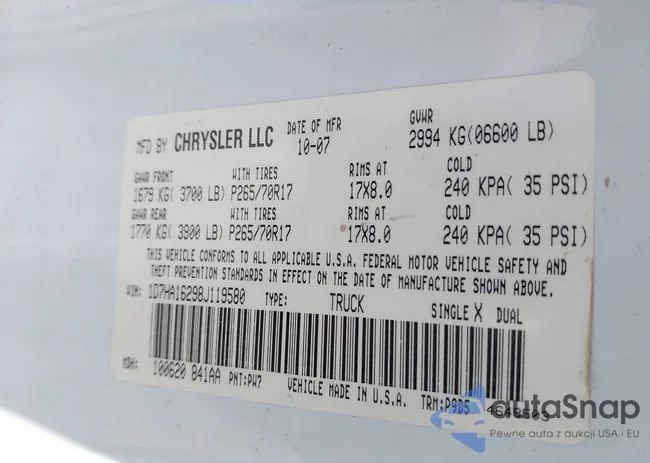 MFD BY CHRYSLER LLC DATE OF MFR 10-07 GVWR 2994 KG(06600 LB)
GAWR FRONT WITH TIRES RIMS AT COLD
1679 KG( 3700 LB) P265/70R17 17X8.0 240 KPA( 35 PSI)
GAWR REAR WITH TIRES RIMS AT COLD
1770 KG( 3900 LB) P265/70R17 17X8.0 240 KPA( 35 PSI)
THIS VEHICLE CONFORMS TO ALL APPLICABLE U.S.A. FEDERAL MOTOR VEHICLE SAFETY AND
THEFT PREVENTION STANDARDS IN EFFECT ON THE DATE OF MANUFACTURE SHOWN ABOVE.
VIN: 1D7HA16298J119580 TYPE: TRUCK SINGLE X DUAL
MDH: 100620 841AA PNT:PW7 VEHICLE MADE IN U.S.A. TRM:P9D5
autaSnap
Pewne auta z aukcji USA i EU